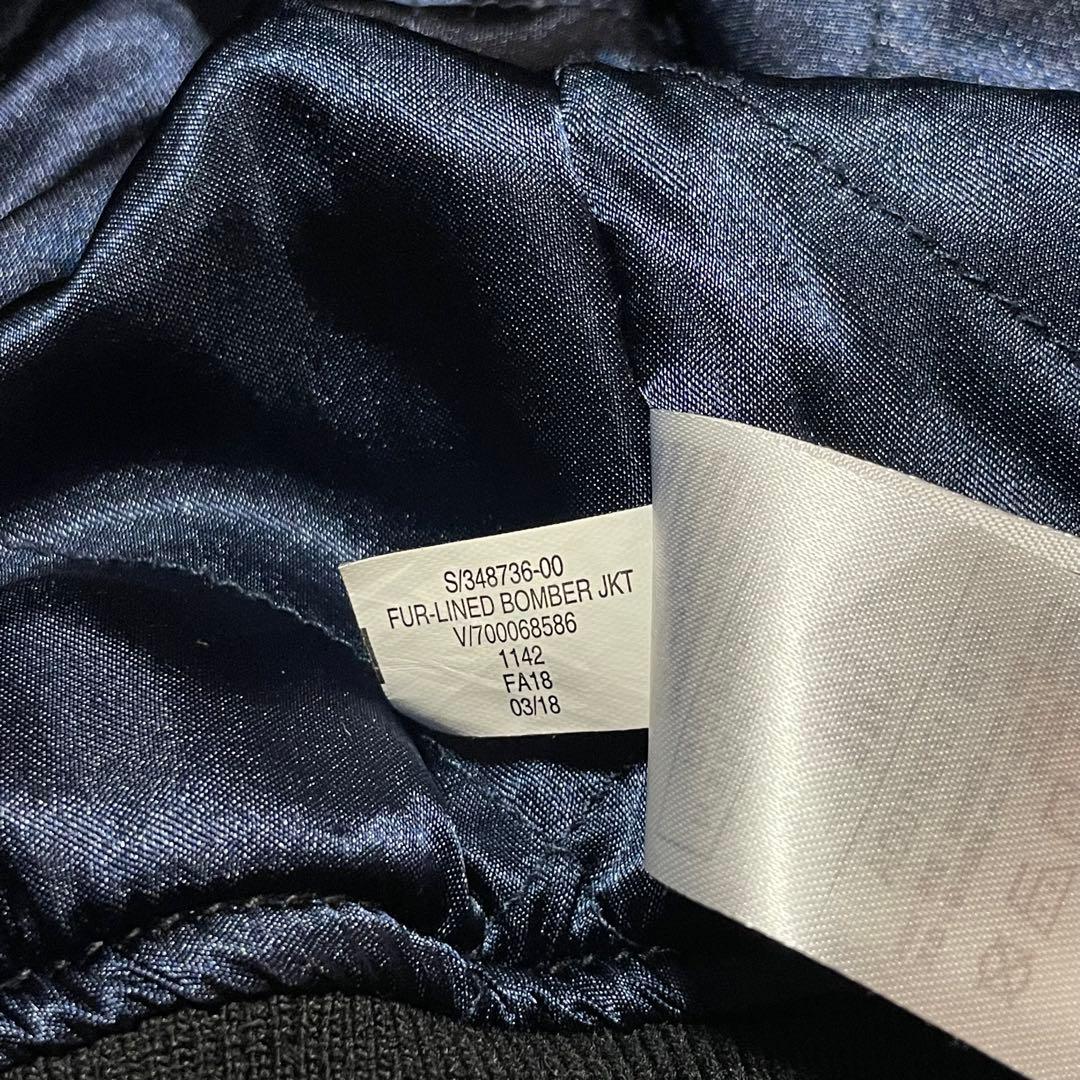 S/348736-00
FUR-LINED BOMBER JKT
V/700068586
1142
FA18
03/18